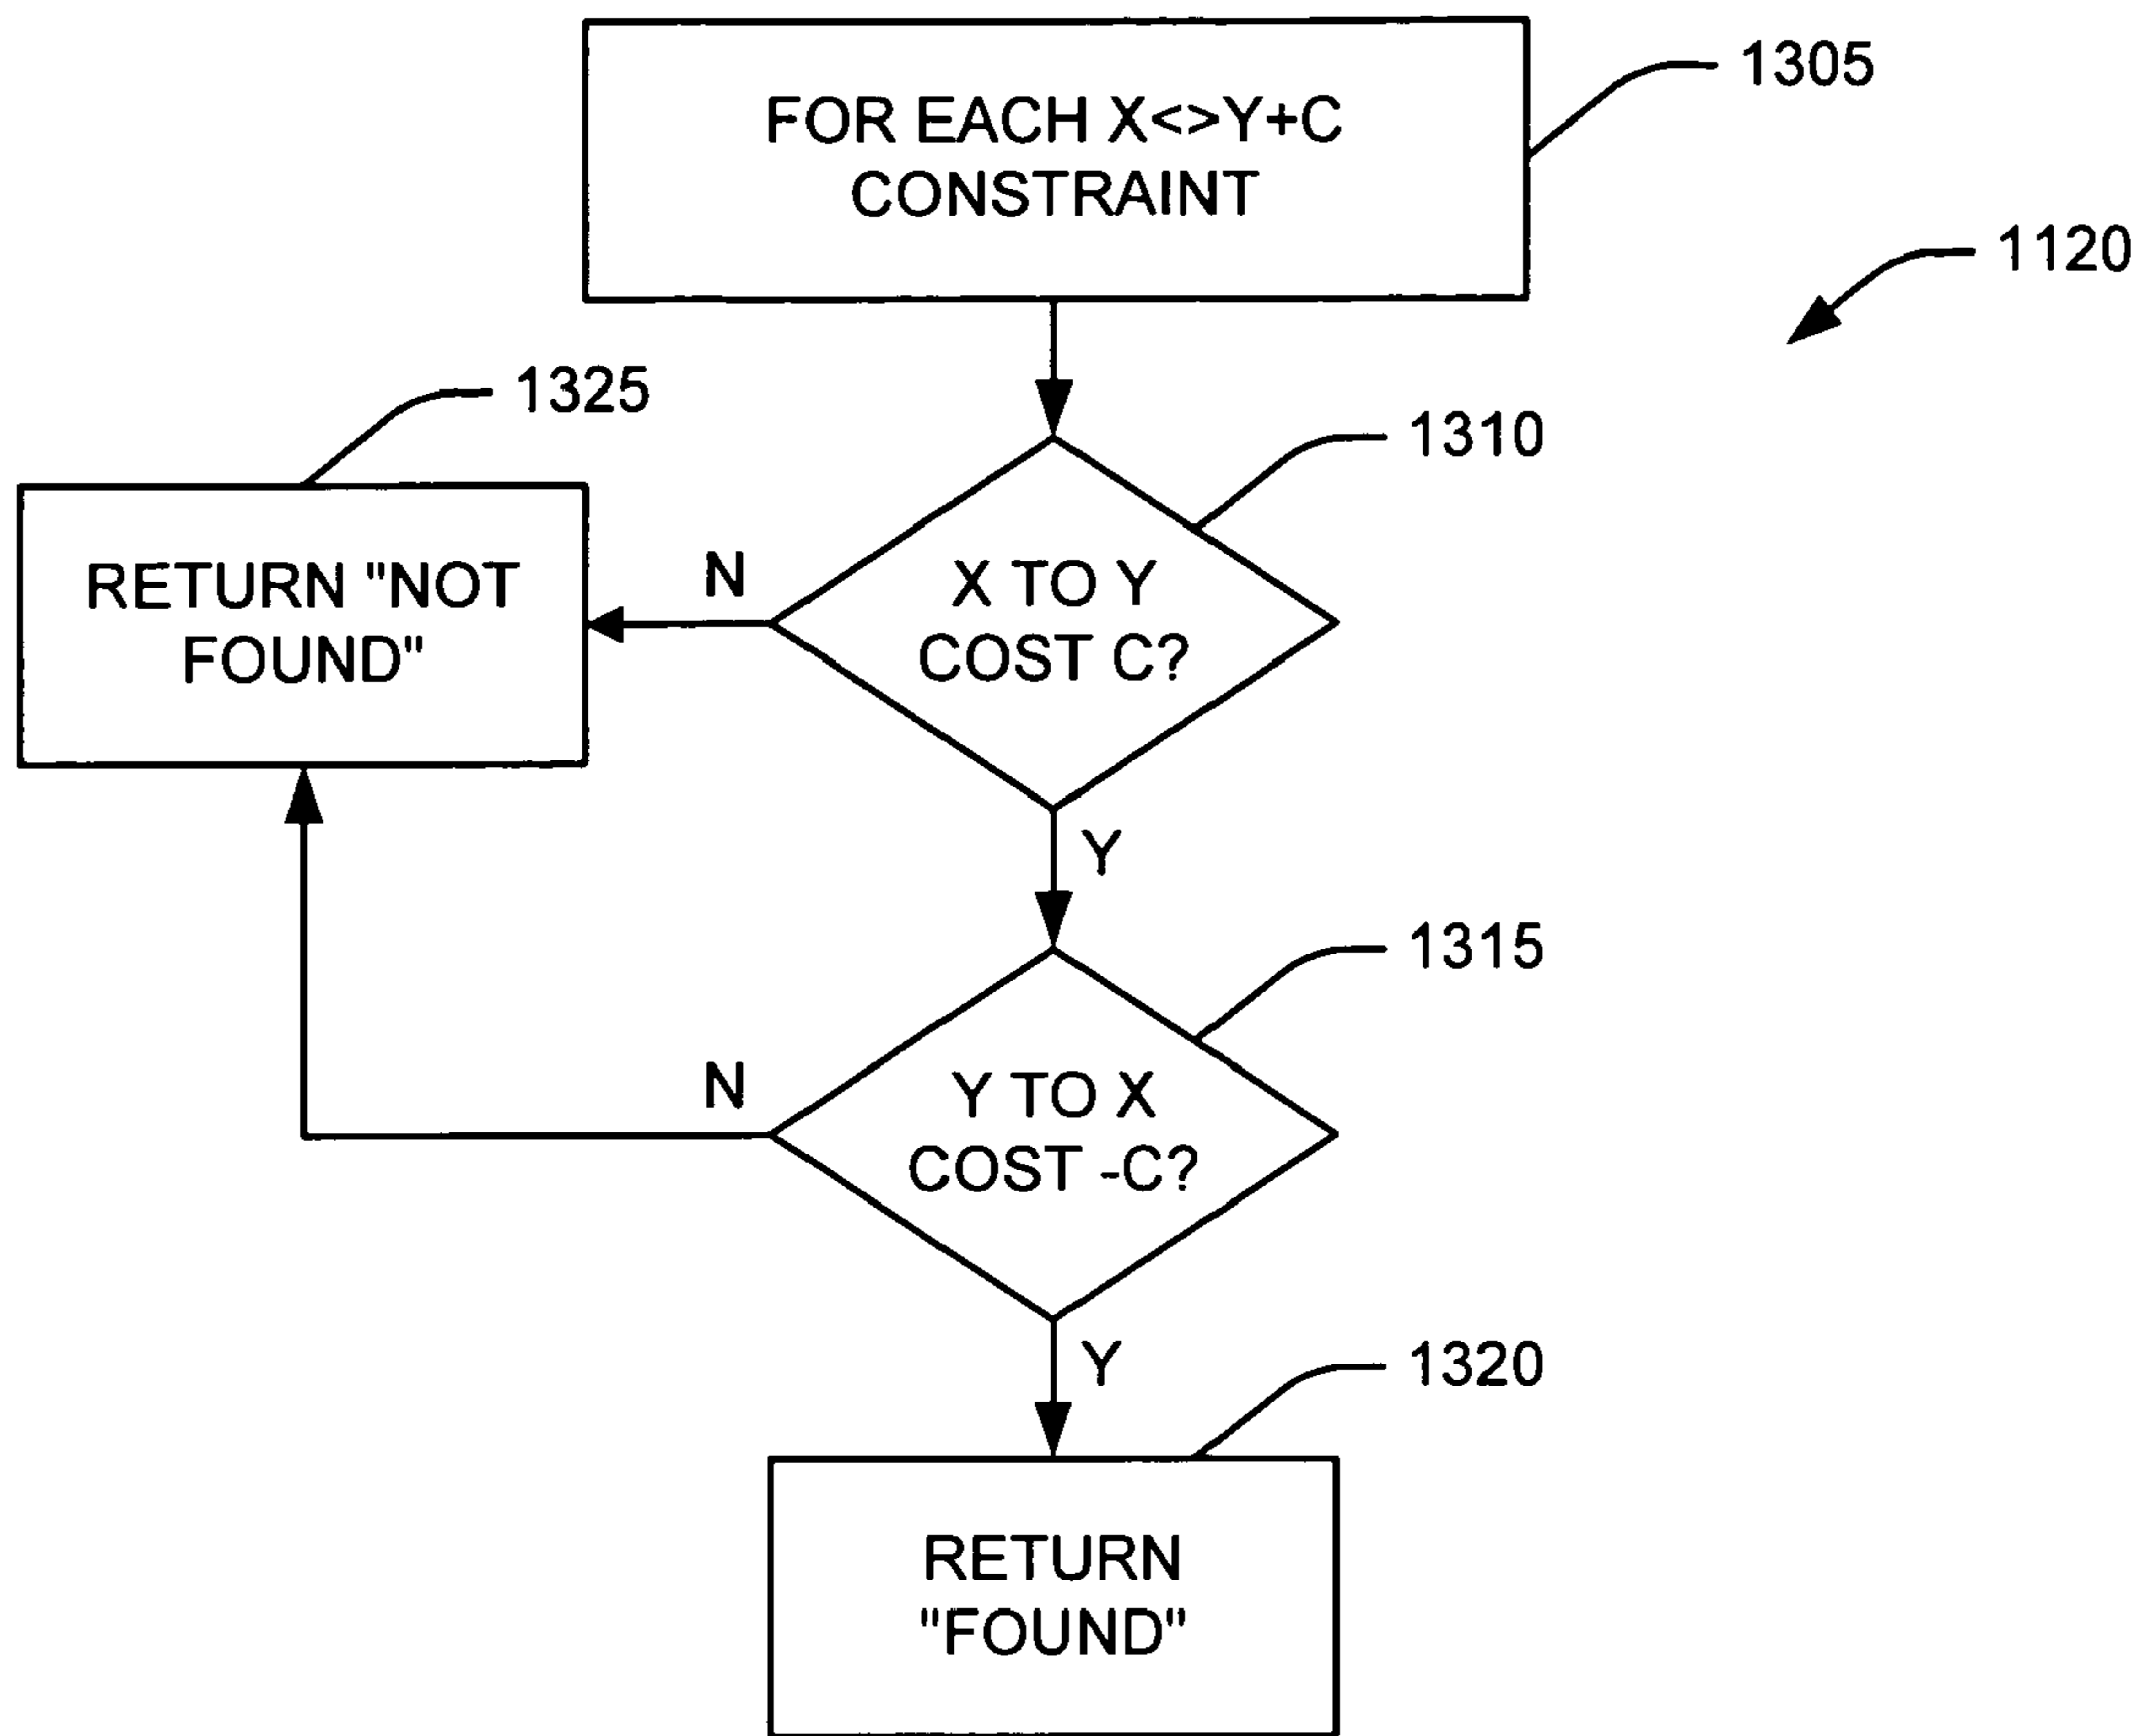 FOR EACH X<>Y+C
CONSTRAINT
1305
1120
1325
1310
RETURN "NOT
FOUND"
N
X TO Y
COST C?
Y
1315
N
Y TO X
COST -C?
Y
1320
RETURN
"FOUND"